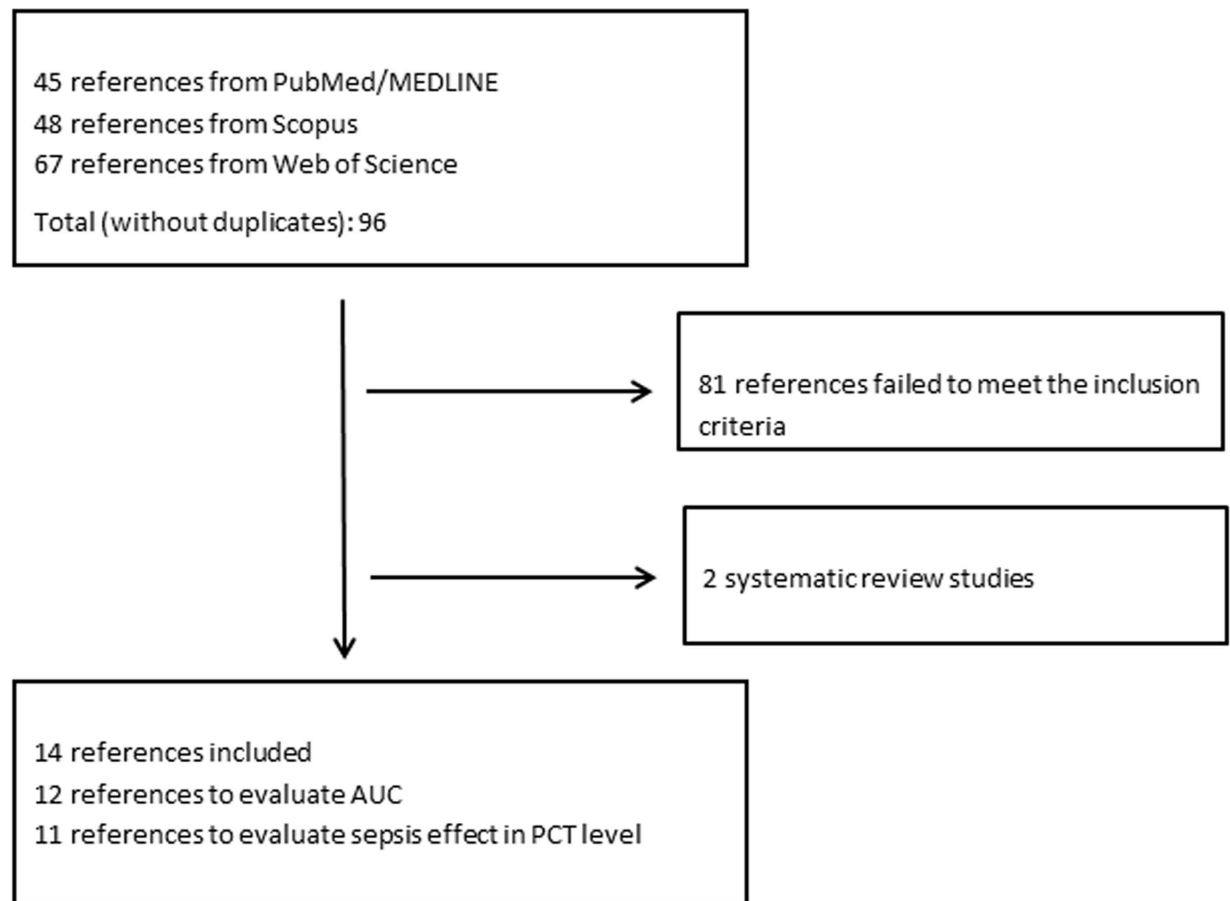 45 references from PubMed/MEDLINE
48 references from Scopus
67 references from Web of Science
Total (without duplicates): 96
81 references failed to meet the inclusion
criteria
2 systematic review studies
14 references included
12 references to evaluate AUC
11 references to evaluate sepsis effect in PCT level